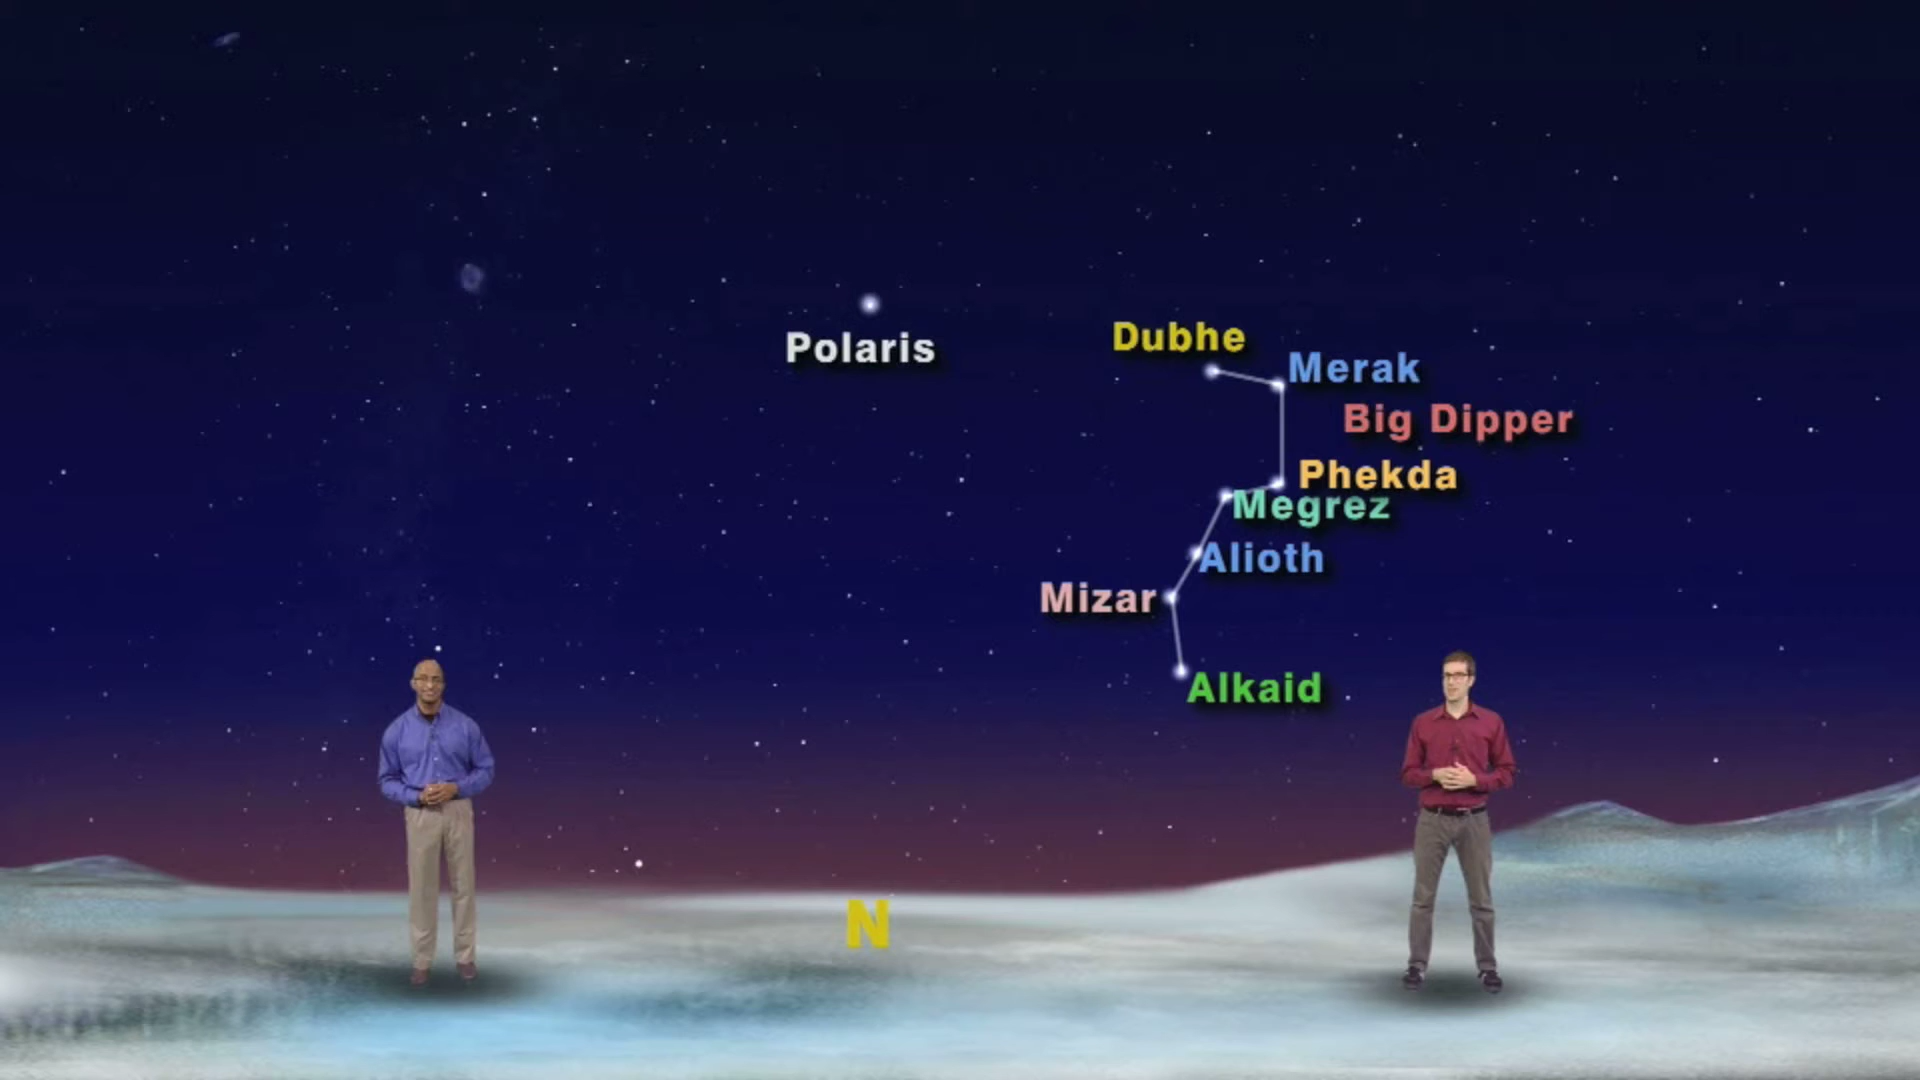 Polaris
Dubhe
Merak
Big Dipper
Phekda
Megrez
Alioth
Mizar
Alkaid
N